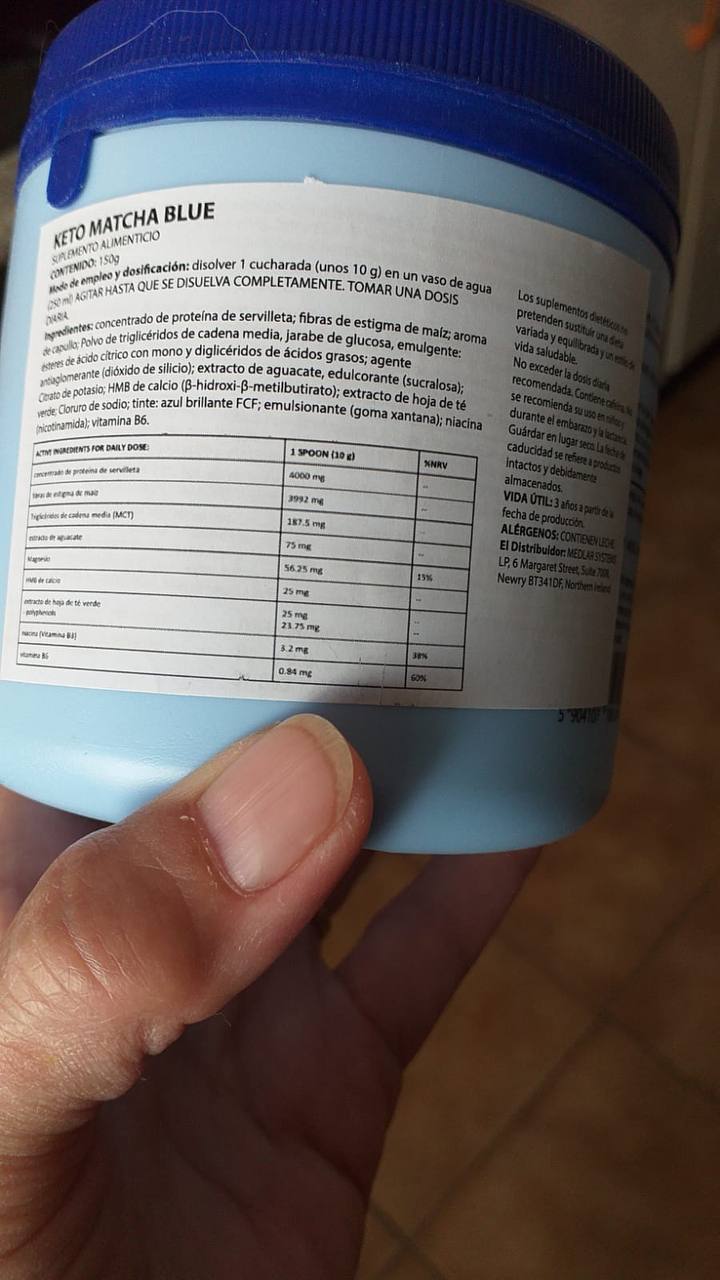 KETO MATCHA BLUE
SUPLEMENTO ALIMENTICIO
CONTENIDO: 150g
Modo de empleo y dosificación: disolver 1 cucharada (unos 10 g) en un vaso de agua
(250 ml) AGITAR HASTA QUE SE DISUELVA COMPLETAMENTE. TOMAR UNA DOSIS
DIARIA.
Ingredientes: concentrado de proteína de servilleta; fibras de estigma de maíz; aroma
de capullo; Polvo de triglicéridos de cadena media, jarabe de glucosa, emulgente:
ésteres de ácido cítrico con mono y diglicéridos de ácidos grasos; agente
antiaglomerante (dióxido de silicio); extracto de aguacate, edulcorante (sucralosa);
Citrato de potasio; HMB de calcio (β-hidroxi-β-metilbutirato); extracto de hoja de té
verde; Cloruro de sodio; tinte: azul brillante FCF; emulsionante (goma xantana); niacina
(nicotinamida); vitamina B6.
ACTIVE INGREDIENTS FOR DAILY DOSE: 1 SPOON (10 g) %NRV
concentrado de proteína de servilleta 4000 mg --
fibras de estigma de maíz 3992 mg --
Triglicéridos de cadena media (MCT) 187.5 mg --
extracto de aguacate 75 mg --
Magnesio 56.25 mg 15%
HMB de calcio 25 mg --
extracto de hoja de té verde 25 mg --
- polyphenols 23.75 mg --
niacina (Vitamina B3) 3.2 mg 38%
vitamina B6 0.84 mg 60%
Los suplementos dietéticos no
pretenden sustituir una dieta
variada y equilibrada y un estilo de
vida saludable.
No exceder la dosis diaria
recomendada. Contiene cafeína. No
se recomienda su uso en niños y
durante el embarazo y la lactancia.
Guárdar en lugar seco. La fecha de
caducidad se refiere a productos
intactos y debidamente
almacenados.
VIDA ÚTIL: 3 años a partir de la
fecha de producción.
ALÉRGENOS: CONTIENEN LECHE
El Distribuidor: MEDLAR SYSTEMS
LP, 6 Margaret Street, Suite
Newry BT341DF, Northern Ireland
5 904107